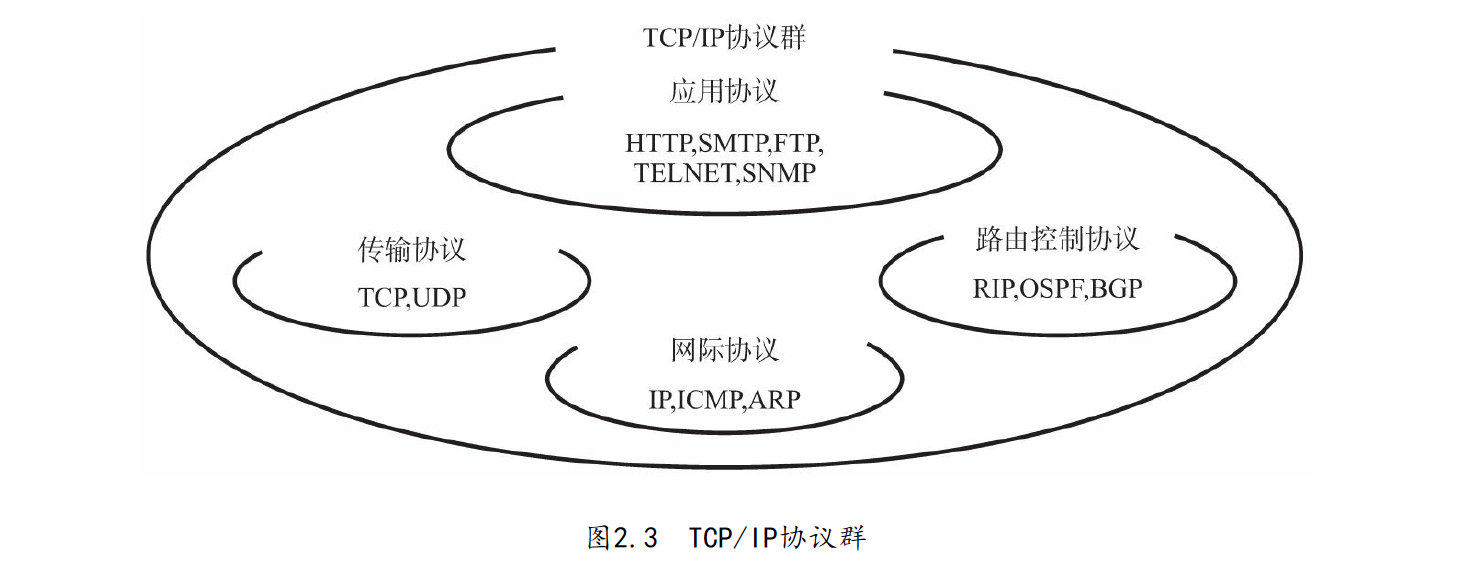 TCP/IP协议群
应用协议
HTTP,SMTP,FTP,
TELNET,SNMP
传输协议
TCP,UDP
路由控制协议
RIP,OSPF,BGP
网际协议
IP,ICMP,ARP
图2.3 TCP/IP协议群